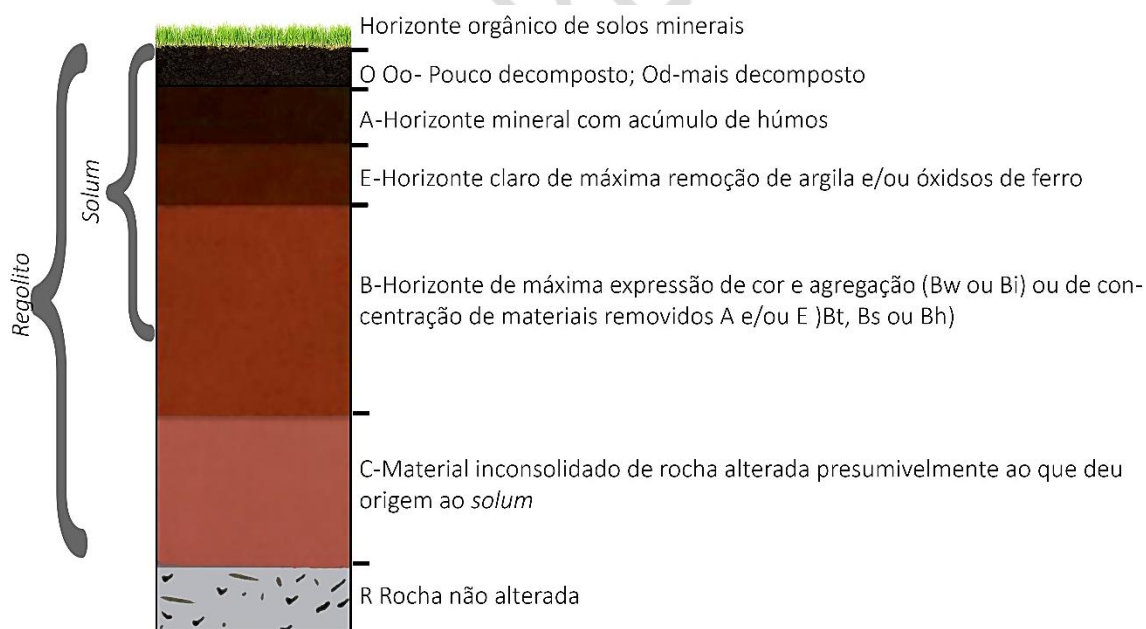 Horizonte orgânico de solos minerais
O Oo- Pouco decomposto; Od-mais decomposto
A-Horizonte mineral com acúmulo de húmos
E-Horizonte claro de máxima remoção de argila e/ou óxidsos de ferro
B-Horizonte de máxima expressão de cor e agregação (Bw ou Bi) ou de con-
centração de materiais removidos A e/ou E )Bt, Bs ou Bh)
C-Material inconsolidado de rocha alterada presumivelmente ao que deu
origem ao solum
R Rocha não alterada
Solum
Regolito